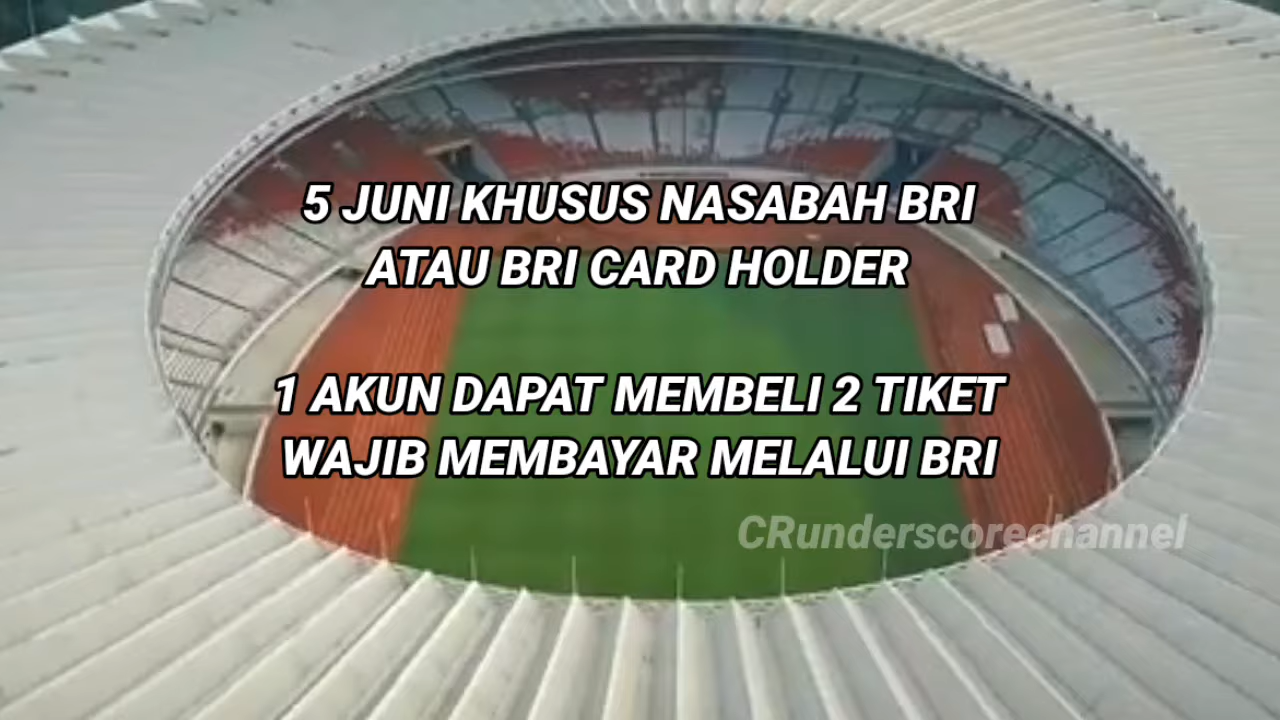 5 JUNI KHUSUS NASABAH BRI
ATAU BRI CARD HOLDER
1 AKUN DAPAT MEMBELI 2 TIKET
WAJIB MEMBAYAR MELALUI BRI
CRunderscorechannel